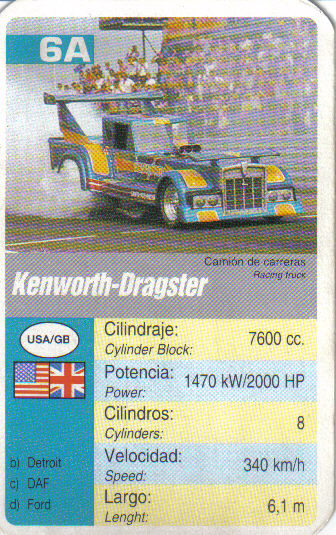 6A
Camión de carreras
Racing truck
Kenworth-Dragster
USA/GB
Cilindraje:
Cylinder Block:
7600 cc.
Potencia:
Power:
1470 kW/2000 HP
Cilindros:
Cylinders:
8
b) Detroit
c) DAF
d) Ford
Velocidad:
Speed:
340 km/h
Largo:
Lenght:
6,1 m